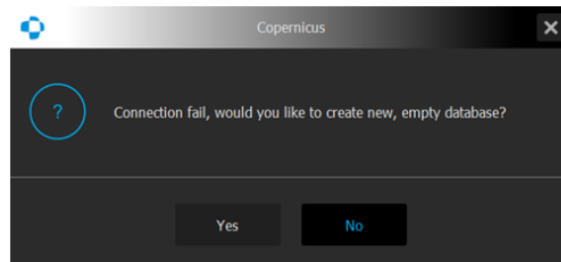 Copernicus
?
Connection fail, would you like to create new, empty database?
Yes
No